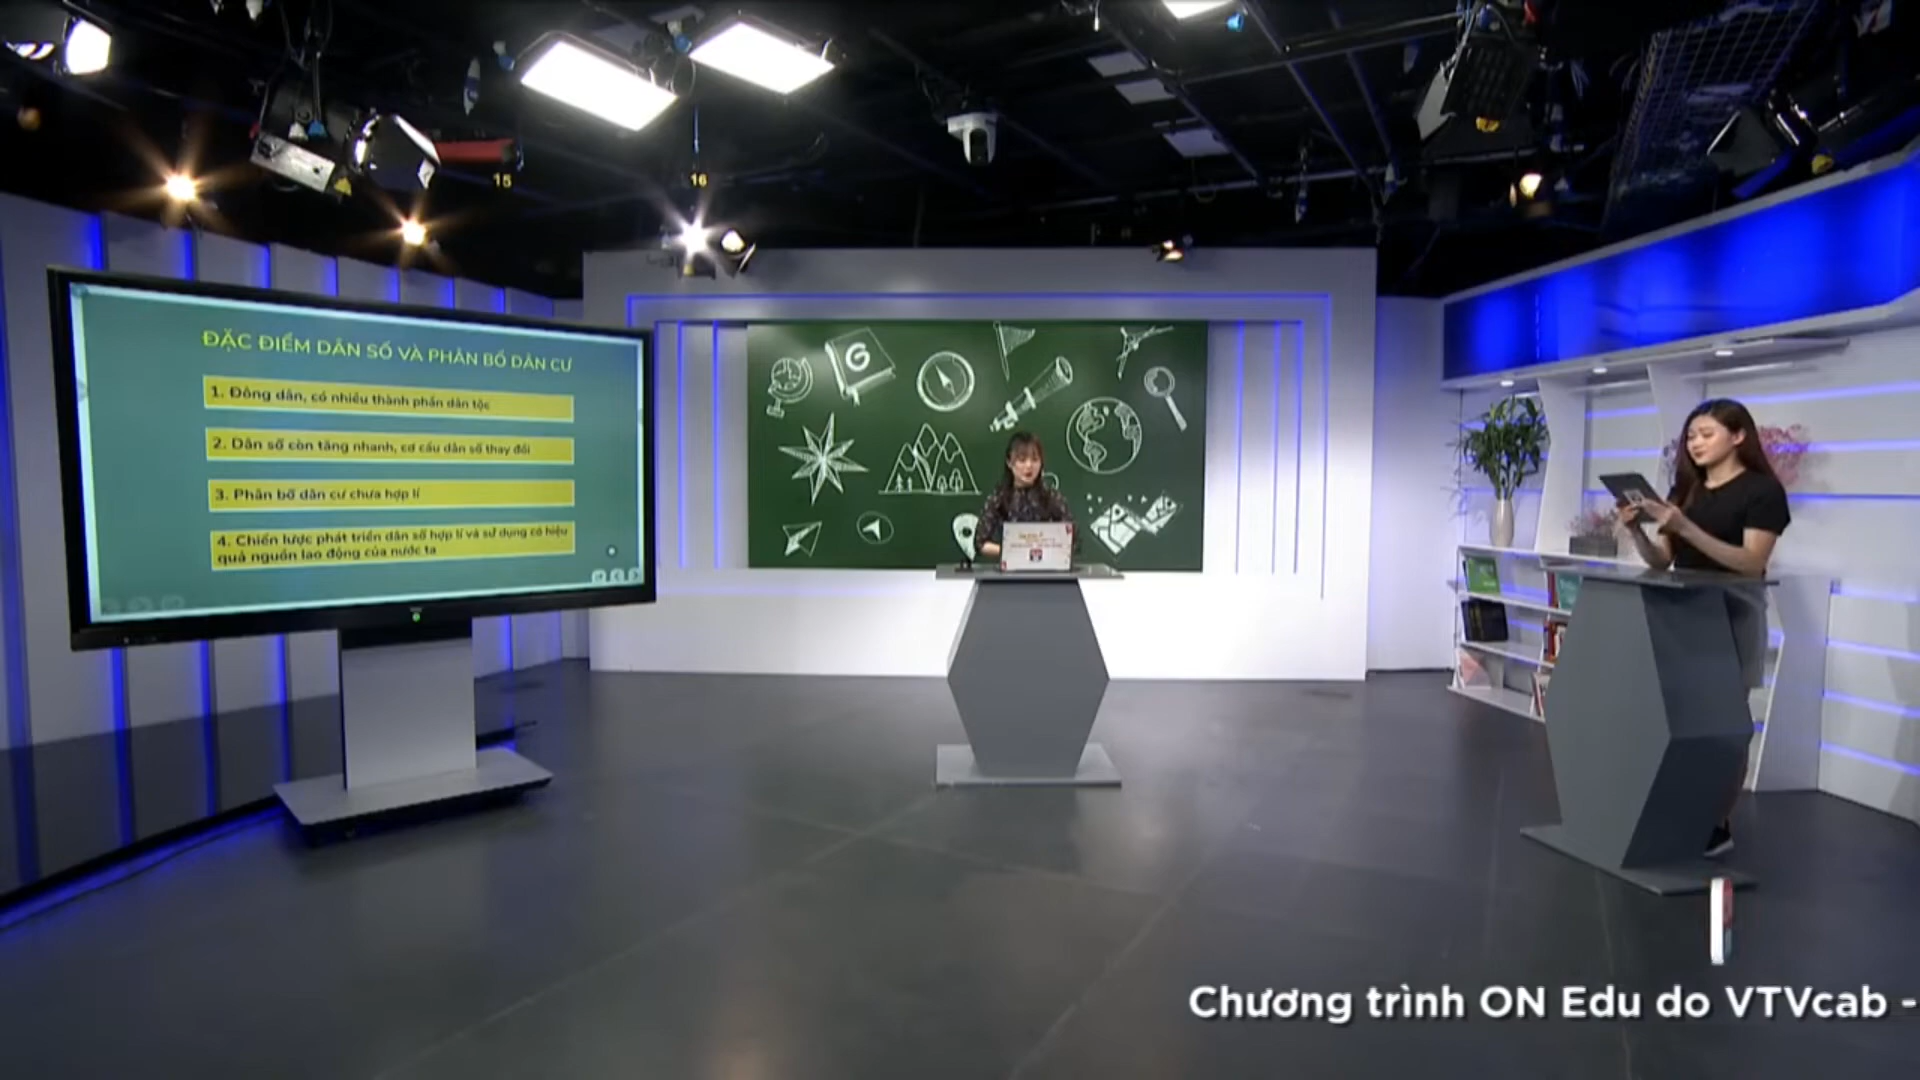 15
16
ĐẶC ĐIỂM DÂN SỐ VÀ PHÂN BỐ DÂN CƯ
1. Đông dân, có nhiều thành phần dân tộc
2. Dân số còn tăng nhanh, cơ cấu dân số thay đổi
3. Phân bố dân cư chưa hợp lí
4. Chiến lược phát triển dân số hợp lí và sử dụng có hiệu
quả nguồn lao động của nước ta
G
Chương trình ON Edu do VTVcab -